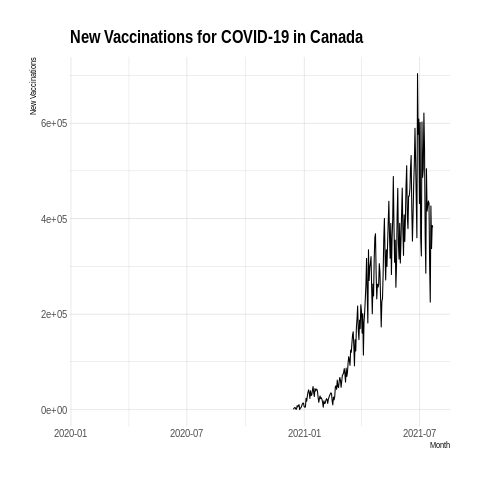 New Vaccinations for COVID-19 in Canada
New Vaccinations
6e+05
4e+05
2e+05
0e+00
2020-01 2020-07 2021-01 2021-07
Month